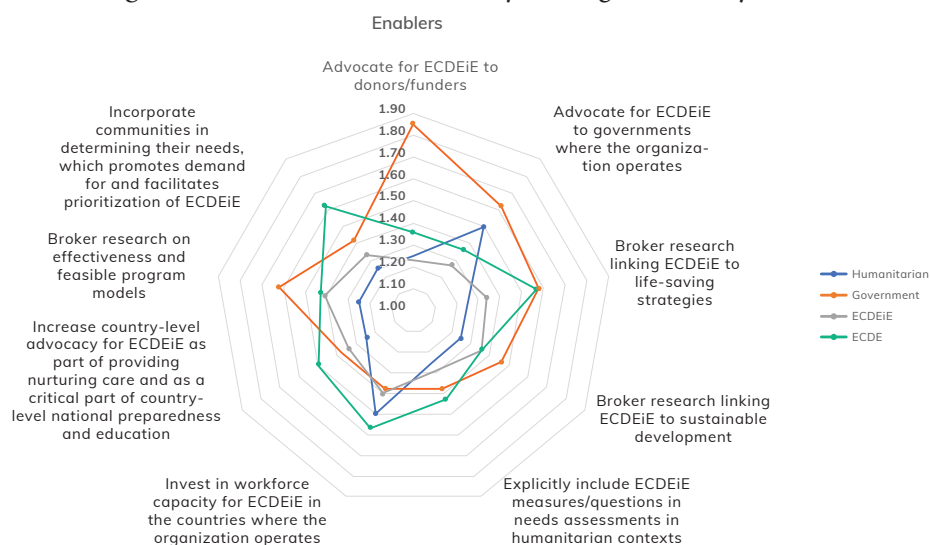 Enablers
Advocate for ECDEiE to
donors/funders
1.90
1.80
1.70
1.60
1.50
1.40
1.30
1.20
1.10
1.00
Advocate for ECDEiE
to governments
where the organiza-
tion operates
Broker research
linking ECDEiE to
life-saving
strategies
Broker research linking
ECDEiE to sustainable
development
Explicitly include ECDEiE
measures/questions in
needs assessments in
humanitarian contexts
Invest in workforce
capacity for ECDEiE in
the countries where the
organization operates
Increase country-level
advocacy for ECDEiE as
part of providing
nurturing care and as a
critical part of country-
level national preparedness
and education
Broker research on
effectiveness and
feasible program
models
Incorporate
communities in
determining their needs,
which promotes demand
for and facilitates
prioritization of ECDEiE
Humanitarian
Government
ECDEiE
ECDE